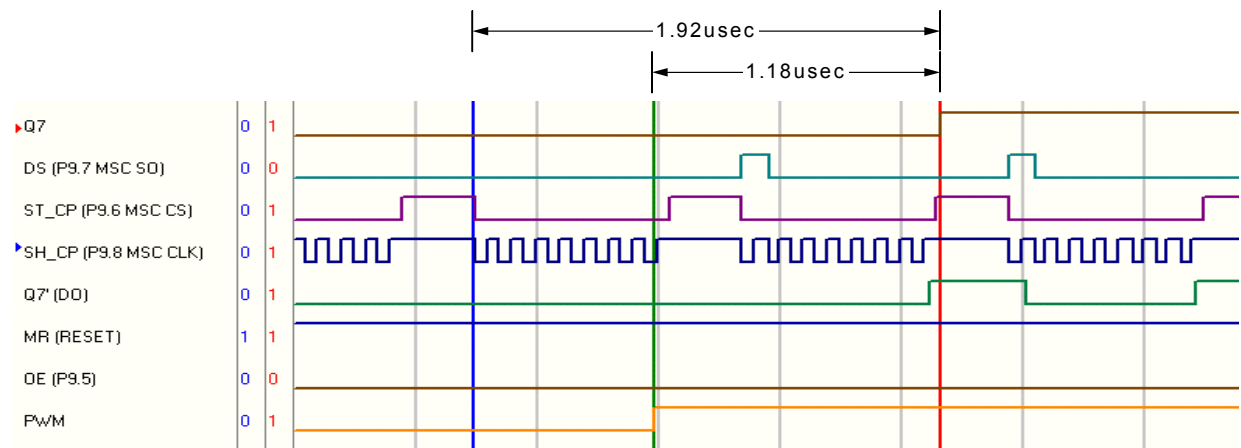 1.92usec
1.18usec
Q7 0 1
DS (P9.7 MSC SO) 0 0
ST_CP (P9.6 MSC CS) 0 1
SH_CP (P9.8 MSC CLK) 0 1
Q7' (DO) 0 1
MR (RESET) 1 1
OE (P9.5) 0 0
PWM 0 1